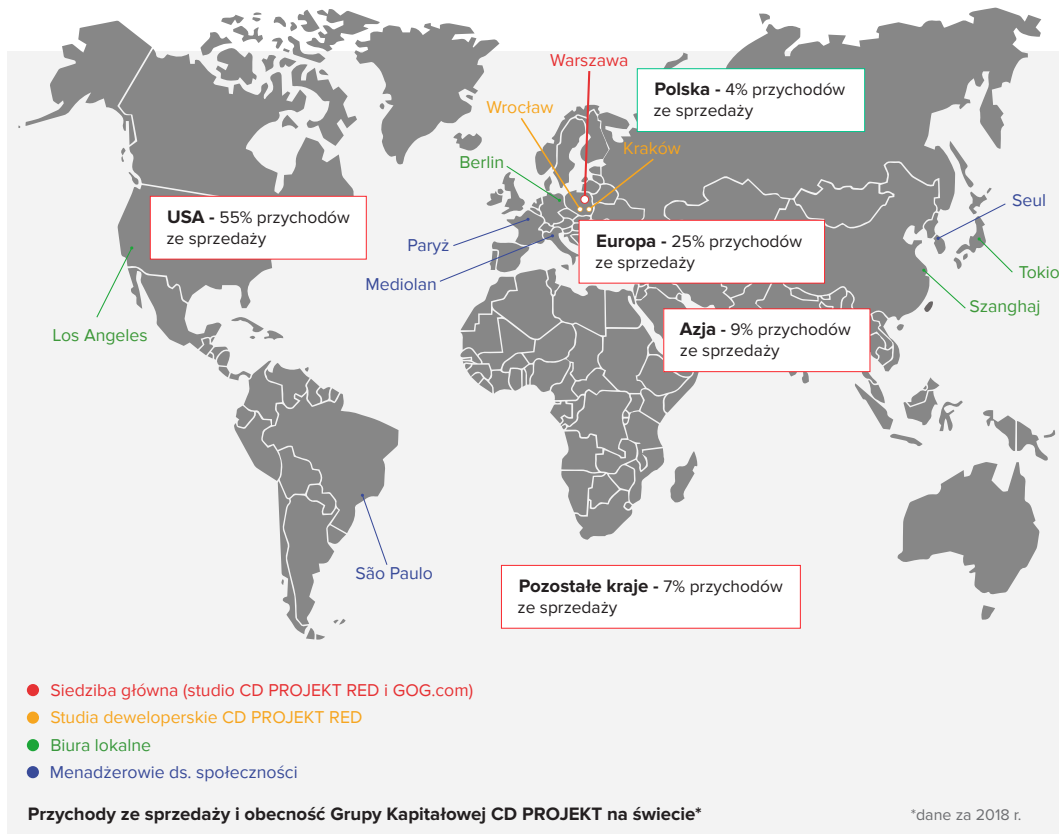 Warszawa
Polska - 4% przychodów
ze sprzedaży
Wrocław
Kraków
Berlin
USA - 55% przychodów
ze sprzedaży
Seul
Paryż
Europa - 25% przychodów
ze sprzedaży
Tokio
Mediolan
Szanghaj
Los Angeles
Azja - 9% przychodów
ze sprzedaży
São Paulo
Pozostałe kraje - 7% przychodów
ze sprzedaży
Siedziba główna (studio CD PROJEKT RED i GOG.com)
Studia deweloperskie CD PROJEKT RED
Biura lokalne
Menadżerowie ds. społeczności
Przychody ze sprzedaży i obecność Grupy Kapitałowej CD PROJEKT na świecie*
*dane za 2018 r.